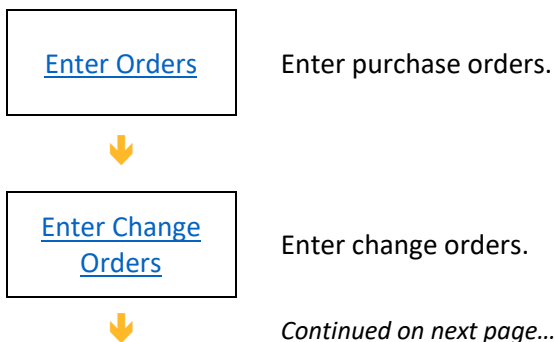 Enter Orders
Enter purchase orders.
Enter Change
Orders
Enter change orders.
Continued on next page…